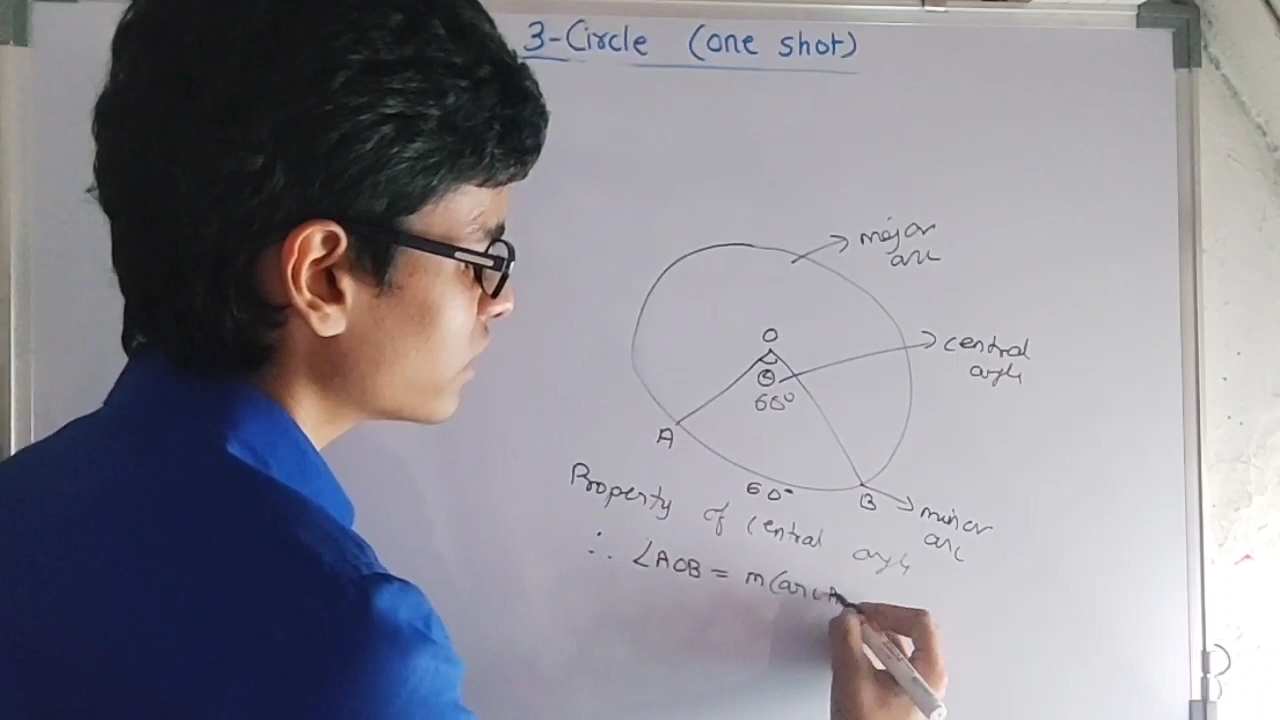 3-Circle (one shot)
major
arc
O
central
angle
θ
60°
A
60°
B
minor
arc
Property of central angle
∴ ∠AOB = m(arc A